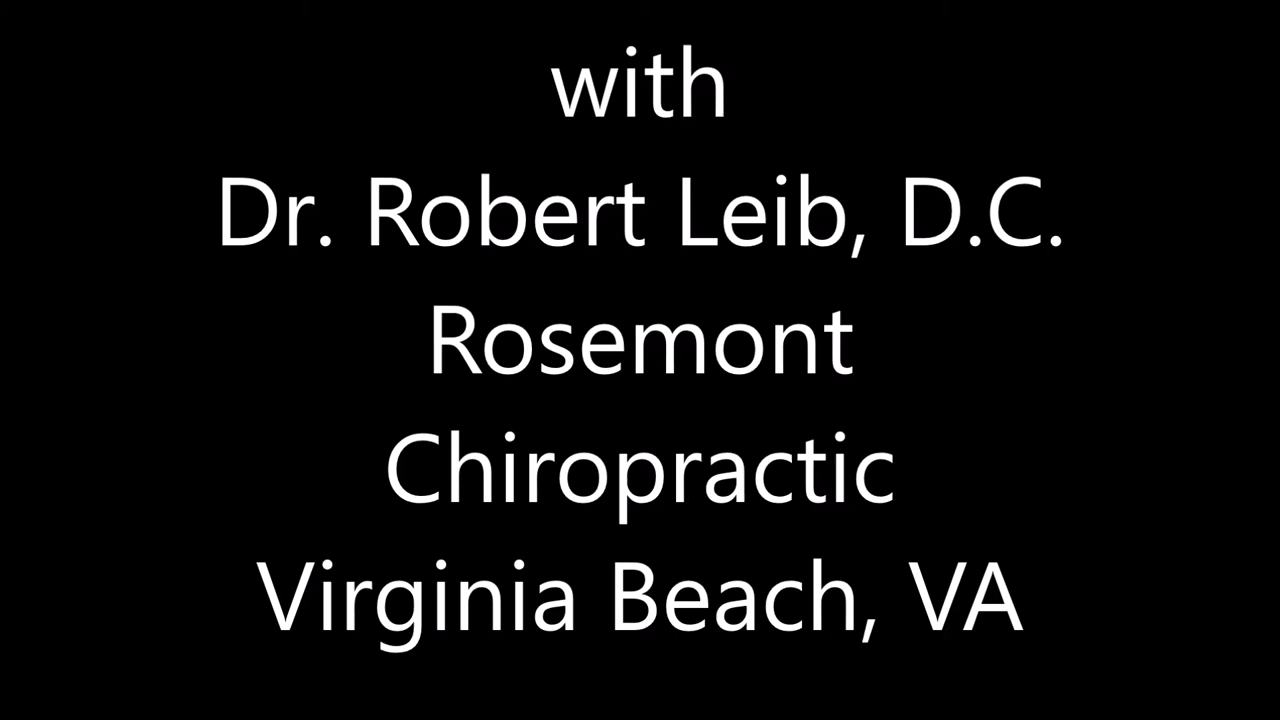 with
Dr. Robert Leib, D.C.
Rosemont
Chiropractic
Virginia Beach, VA